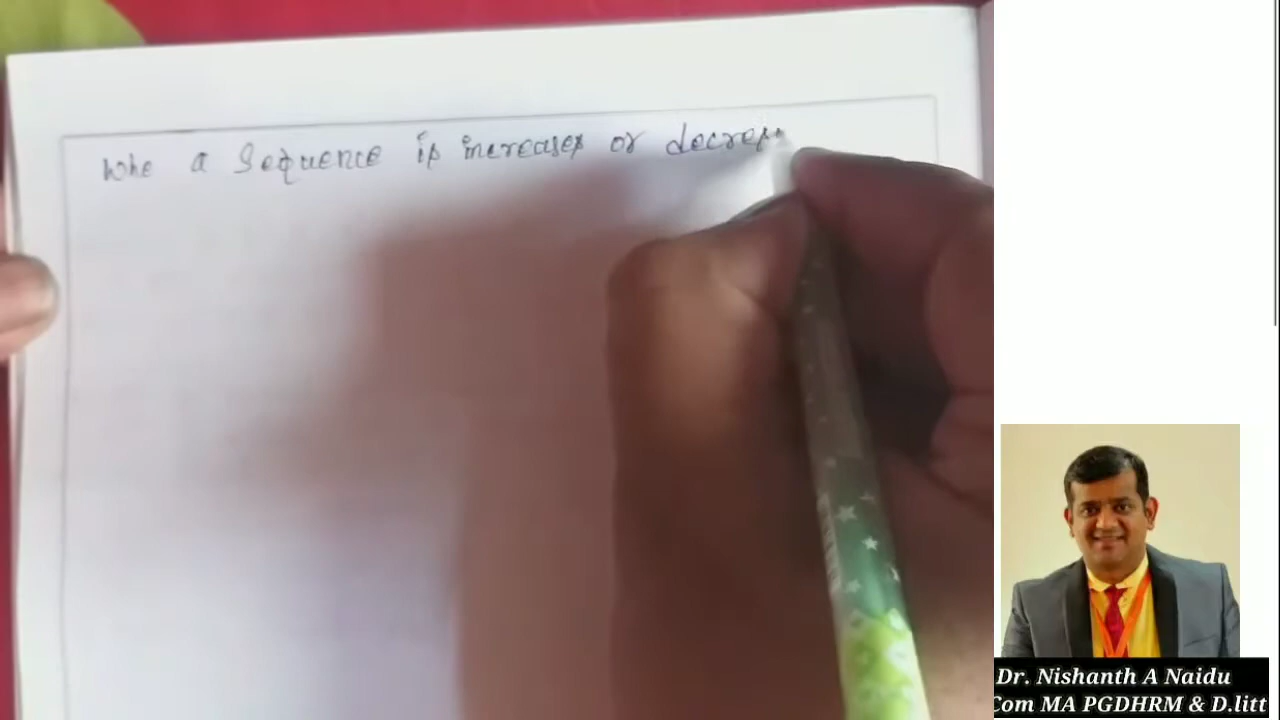 Whe a Sequence is increases or decreas
Dr. Nishanth A Naidu
Com MA PGDHRM & D.litt